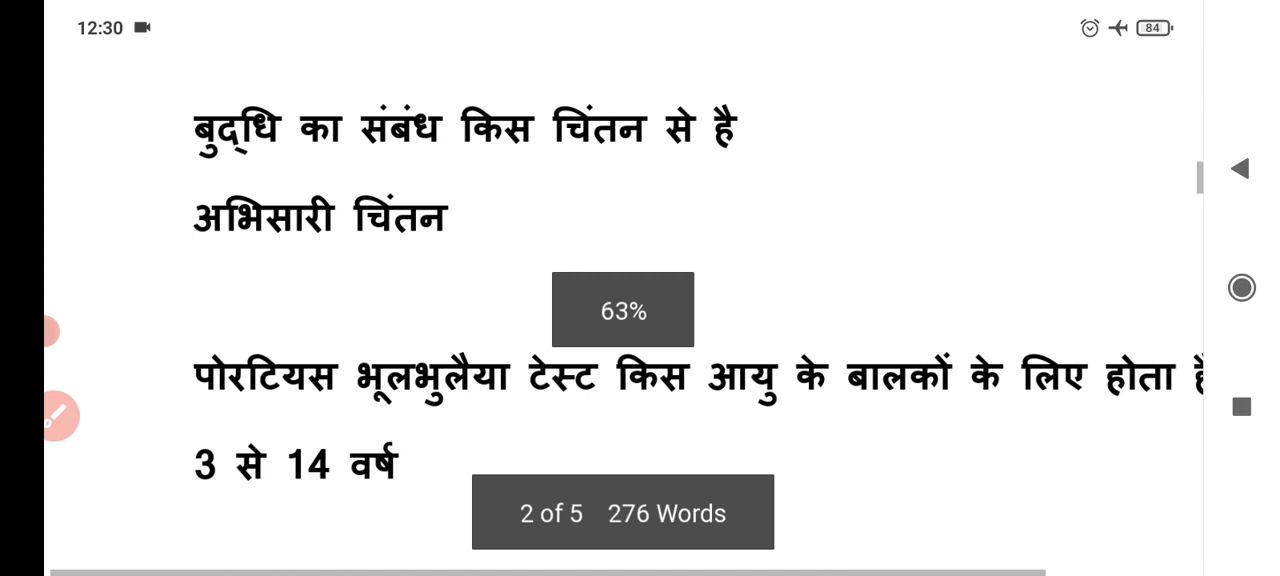 12:30
84
बुद्धि का संबंध किस चिंतन से है
अभिसारी चिंतन
63%
पोरटियस भूलभुलैया टेस्ट किस आयु के बालकों के लिए होता
3 से 14 वर्ष
2 of 5 276 Words